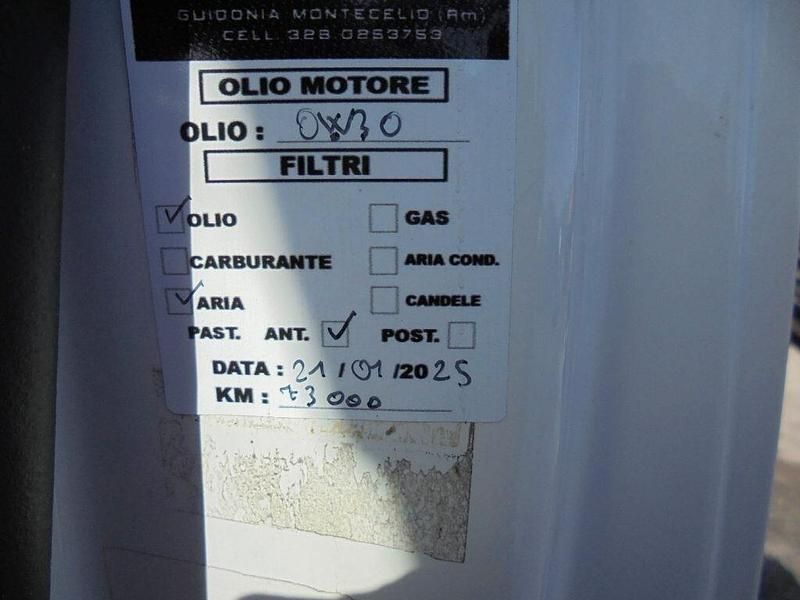 GUIDONIA MONTECELIO (Rm)
CELL. 328 0253753
OLIO MOTORE
OLIO : 0W30
FILTRI
OLIO GAS
CARBURANTE ARIA COND.
ARIA CANDELE
PAST. ANT. POST.
DATA : 21/01/2025
KM : 73000